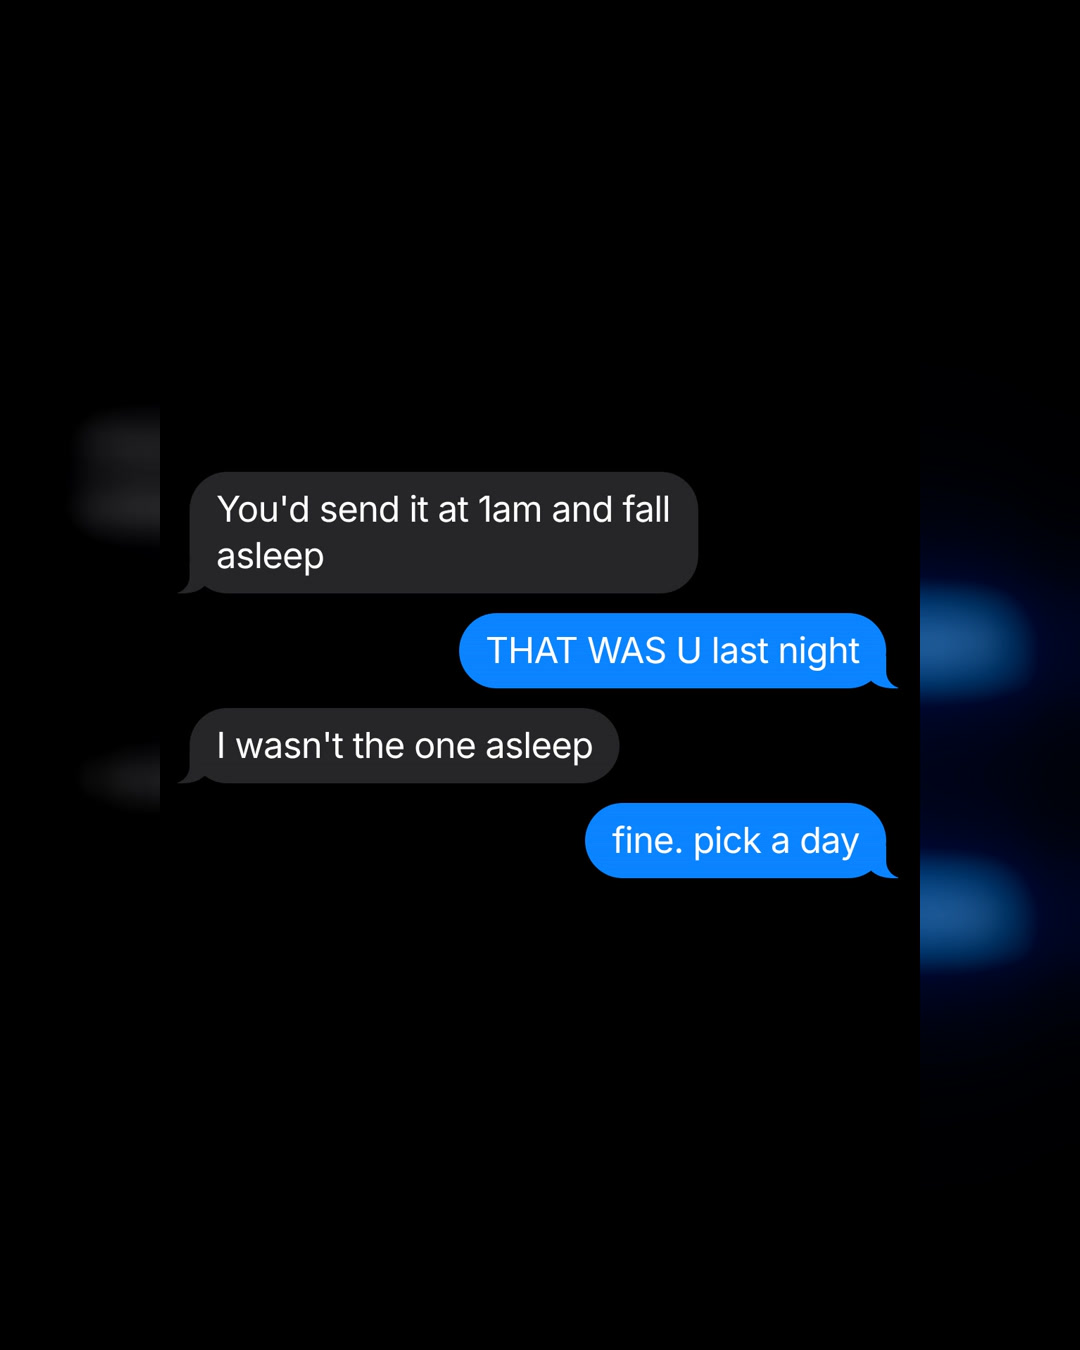 You'd send it at 1am and fall
asleep
THAT WAS U last night
I wasn't the one asleep
fine. pick a day